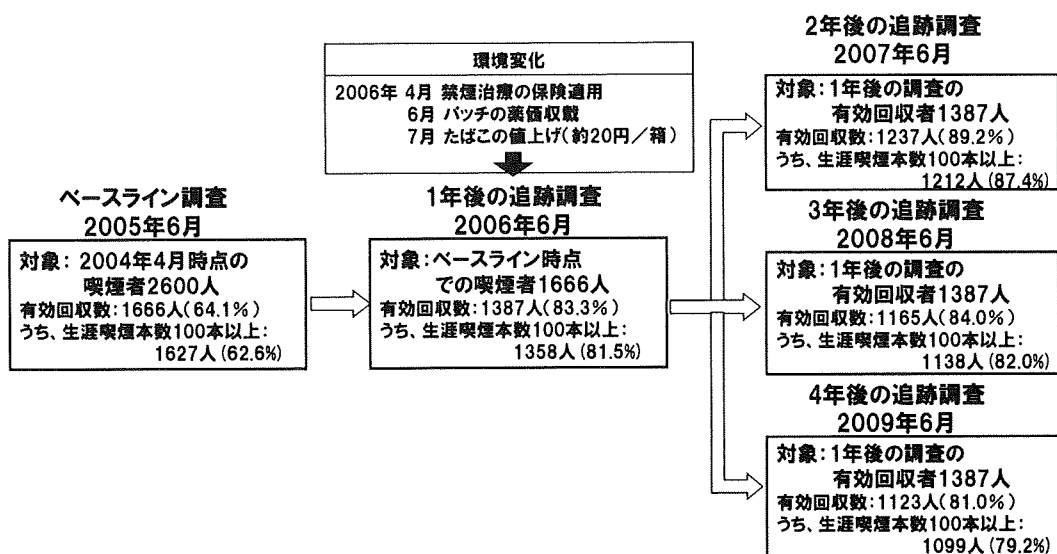 環境変化
2006年 4月 禁煙治療の保険適用
6月 パッチの薬価収載
7月 たばこの値上げ(約20円/箱)
ベースライン調査
2005年6月
対象: 2004年4月時点の
喫煙者2600人
有効回収数:1666人(64.1%)
うち、生涯喫煙本数100本以上:
1627人(62.6%)
1年後の追跡調査
2006年6月
対象:ベースライン時点
での喫煙者1666人
有効回収数:1387人(83.3%)
うち、生涯喫煙本数100本以上:
1358人(81.5%)
2年後の追跡調査
2007年6月
対象:1年後の調査の
有効回収者1387人
有効回収数:1237人(89.2%)
うち、生涯喫煙本数100本以上:
1212人(87.4%)
3年後の追跡調査
2008年6月
対象:1年後の調査の
有効回収者1387人
有効回収数:1165人(84.0%)
うち、生涯喫煙本数100本以上:
1138人(82.0%)
4年後の追跡調査
2009年6月
対象:1年後の調査の
有効回収者1387人
有効回収数:1123人(81.0%)
うち、生涯喫煙本数100本以上:
1099人(79.2%)